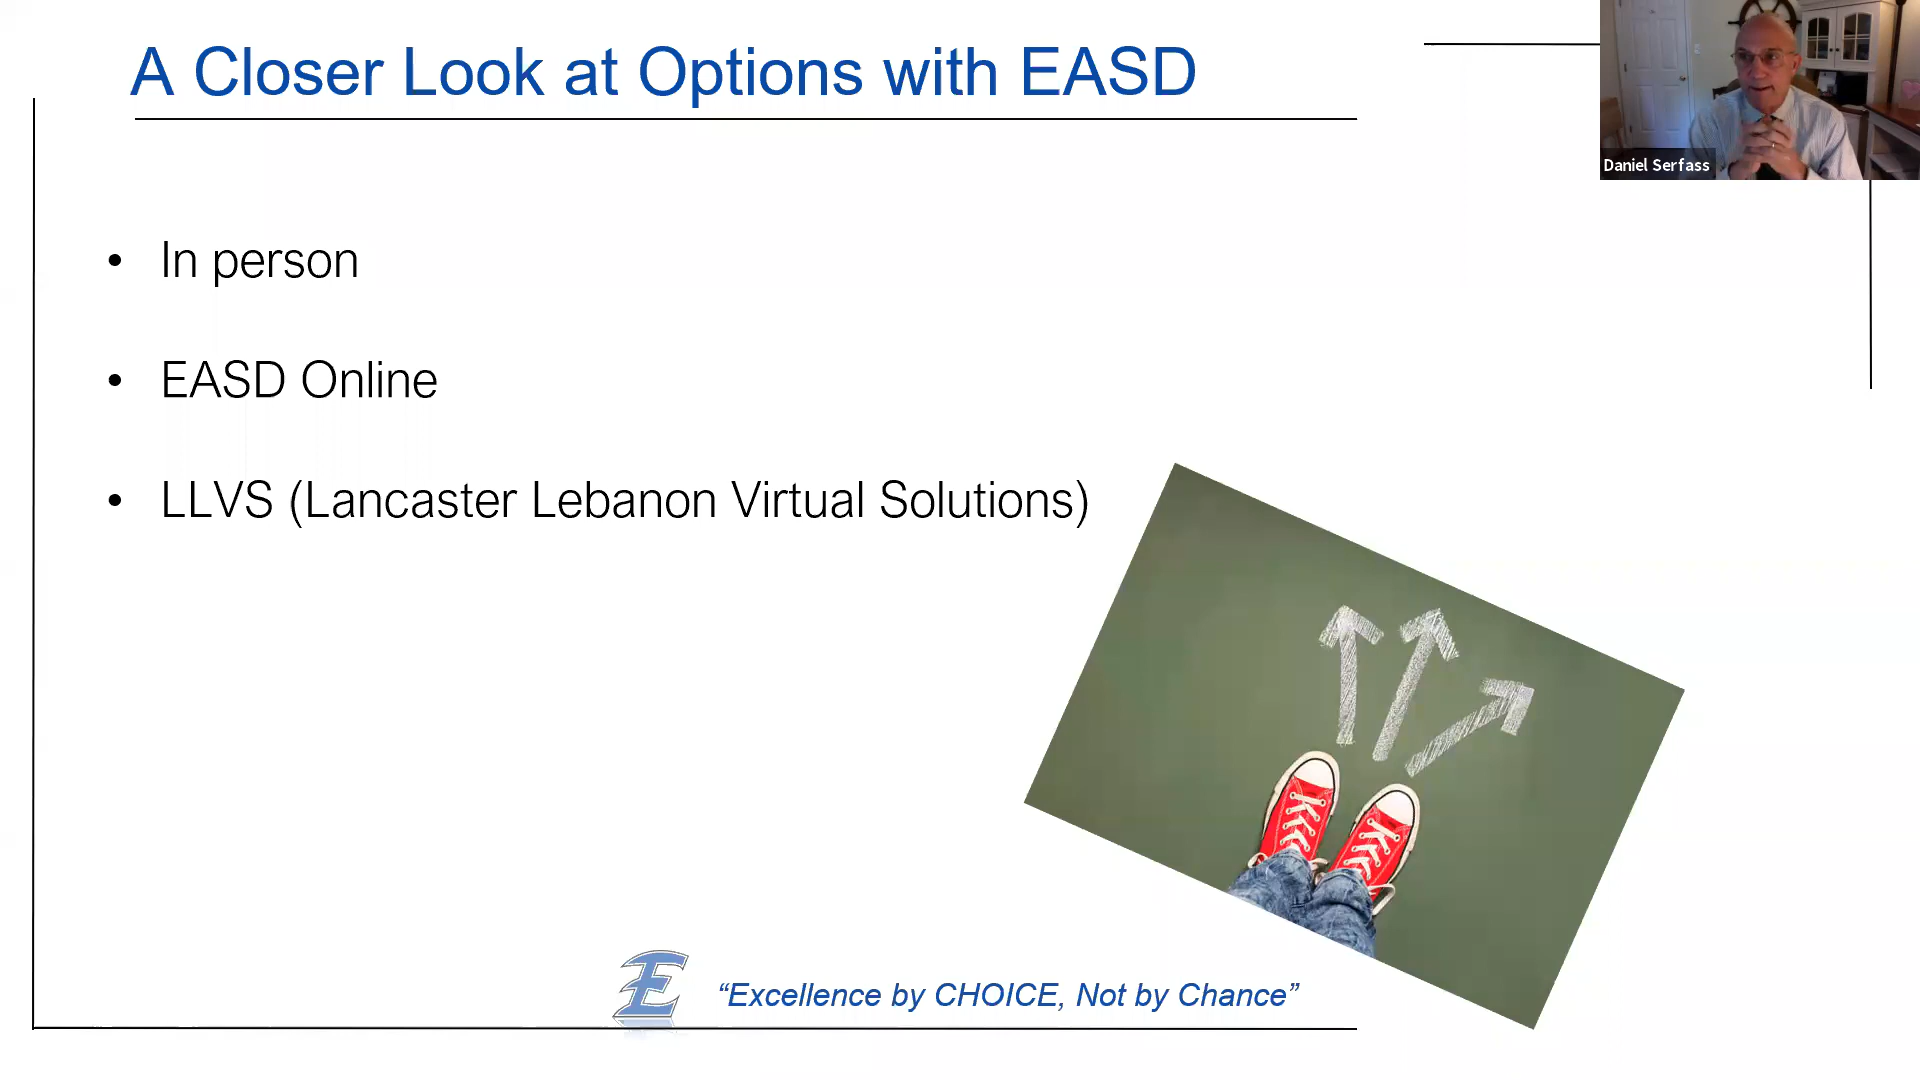 A Closer Look at Options with EASD
Daniel Serfass
• In person
• EASD Online
• LLVS (Lancaster Lebanon Virtual Solutions)
E
“Excellence by CHOICE, Not by Chance”